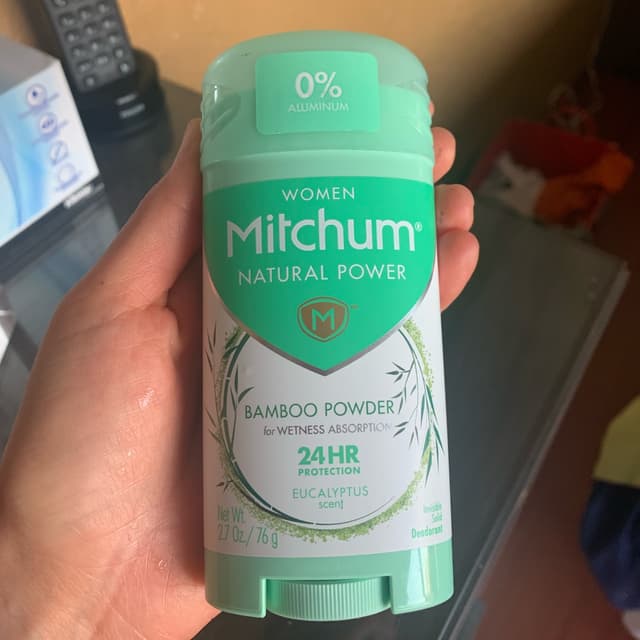 0%
ALUMINUM
WOMEN
Mitchum®
NATURAL POWER
M
BAMBOO POWDER
for WETNESS ABSORPTION
24HR
PROTECTION
EUCALYPTUS
scent
Net Wt.
2.7 Oz./76 g
Invisible
Solid
Deodorant